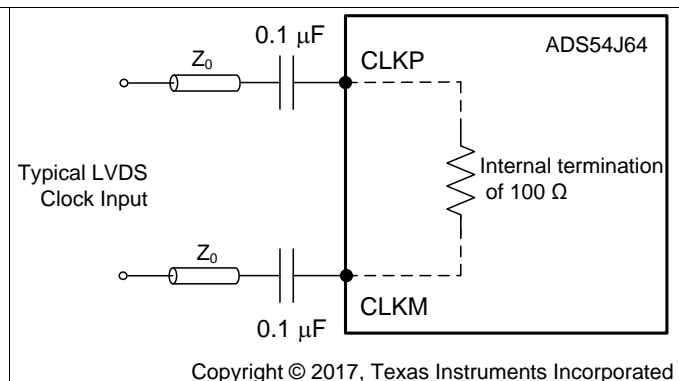 0.1 μF
Z0
CLKP
ADS54J64
Typical LVDS
Clock Input
Internal termination
of 100 Ω
Z0
CLKM
0.1 μF
Copyright © 2017, Texas Instruments Incorporated